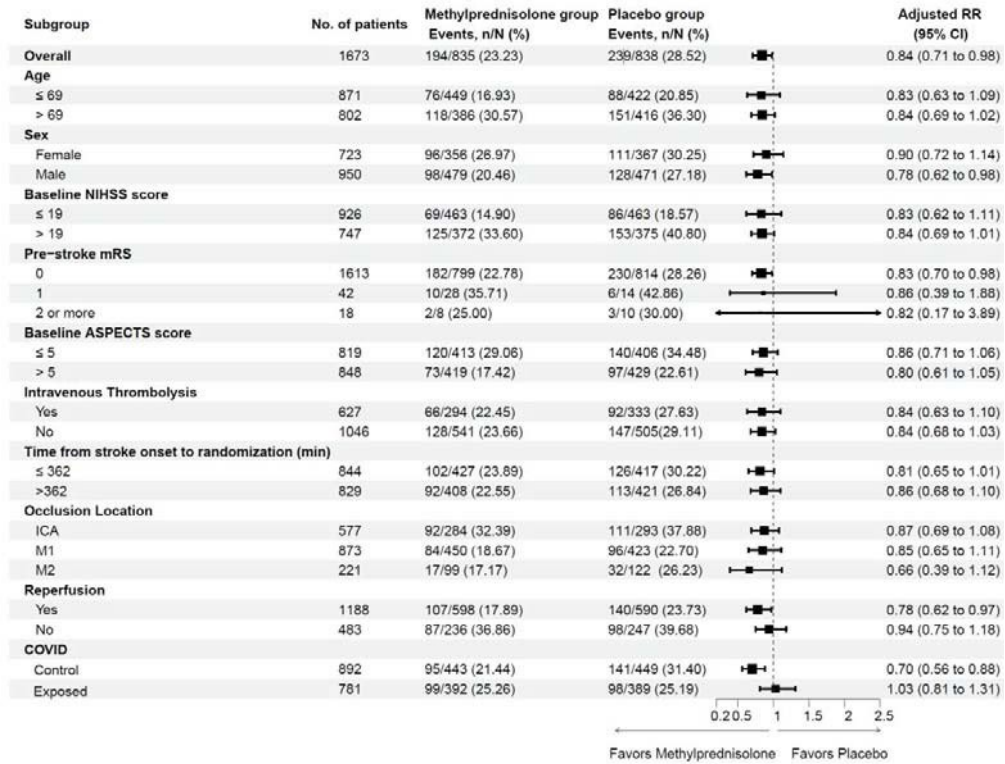 Subgroup No. of patients Methylprednisolone group Events, n/N (%) Placebo group Events, n/N (%) Adjusted RR (95% CI)
Overall 1673 194/835 (23.23) 239/838 (28.52) 0.84 (0.71 to 0.98)
Age
≤ 69 871 76/449 (16.93) 88/422 (20.85) 0.83 (0.63 to 1.09)
> 69 802 118/386 (30.57) 151/416 (36.30) 0.84 (0.69 to 1.02)
Sex
Female 723 96/356 (26.97) 111/367 (30.25) 0.90 (0.72 to 1.14)
Male 950 98/479 (20.46) 128/471 (27.18) 0.78 (0.62 to 0.98)
Baseline NIHSS score
≤ 19 926 69/463 (14.90) 86/463 (18.57) 0.83 (0.62 to 1.11)
> 19 747 125/372 (33.60) 153/375 (40.80) 0.84 (0.69 to 1.01)
Pre−stroke mRS
0 1613 182/799 (22.78) 230/814 (28.26) 0.83 (0.70 to 0.98)
1 42 10/28 (35.71) 6/14 (42.86) 0.86 (0.39 to 1.88)
2 or more 18 2/8 (25.00) 3/10 (30.00) 0.82 (0.17 to 3.89)
Baseline ASPECTS score
≤ 5 819 120/413 (29.06) 140/406 (34.48) 0.86 (0.71 to 1.06)
> 5 848 73/419 (17.42) 97/429 (22.61) 0.80 (0.61 to 1.05)
Intravenous Thrombolysis
Yes 627 66/294 (22.45) 92/333 (27.63) 0.84 (0.63 to 1.10)
No 1046 128/541 (23.66) 147/505(29.11) 0.84 (0.68 to 1.03)
Time from stroke onset to randomization (min)
≤ 362 844 102/427 (23.89) 126/417 (30.22) 0.81 (0.65 to 1.01)
>362 829 92/408 (22.55) 113/421 (26.84) 0.86 (0.68 to 1.10)
Occlusion Location
ICA 577 92/284 (32.39) 111/293 (37.88) 0.87 (0.69 to 1.08)
M1 873 84/450 (18.67) 96/423 (22.70) 0.85 (0.65 to 1.11)
M2 221 17/99 (17.17) 32/122 (26.23) 0.66 (0.39 to 1.12)
Reperfusion
Yes 1188 107/598 (17.89) 140/590 (23.73) 0.78 (0.62 to 0.97)
No 483 87/236 (36.86) 98/247 (39.68) 0.94 (0.75 to 1.18)
COVID
Control 892 95/443 (21.44) 141/449 (31.40) 0.70 (0.56 to 0.88)
Exposed 781 99/392 (25.26) 98/389 (25.19) 1.03 (0.81 to 1.31)
0.2 0.5 1 1.5 2 2.5
Favors Methylprednisolone Favors Placebo